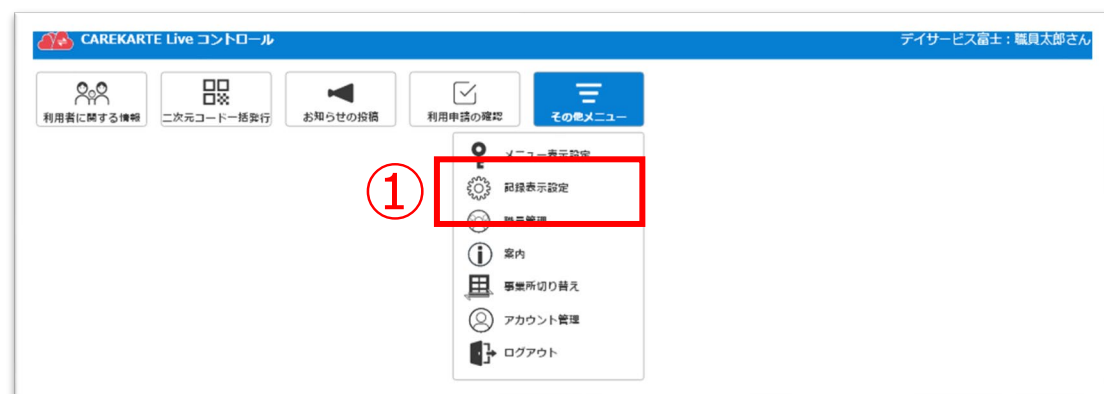 CAREKARTE Live コントロール
デイサービス富士：職員太郎さん
利用者に関する情報
二次元コード一括発行
お知らせの投稿
利用申請の確認
その他メニュー
メニュー表示設定
①
記録表示設定
職員管理
案内
事業所切り替え
アカウント管理
ログアウト